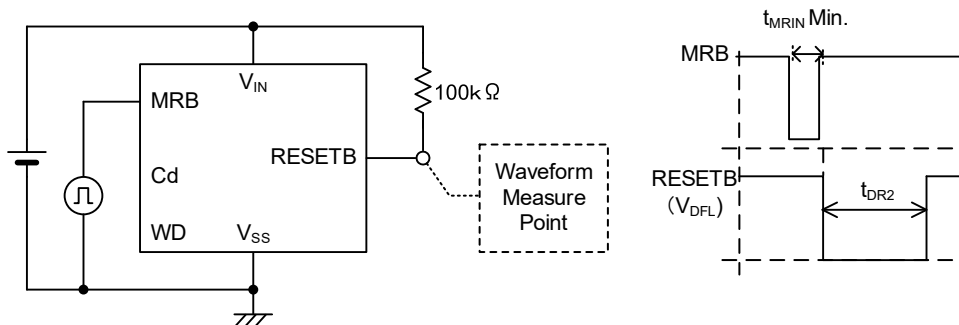 V_IN
MRB
Cd
WD
RESETB
V_SS
100kΩ
Waveform
Measure
Point
t_MRIN Min.
MRB
RESETB
(V_DFL)
t_DR2